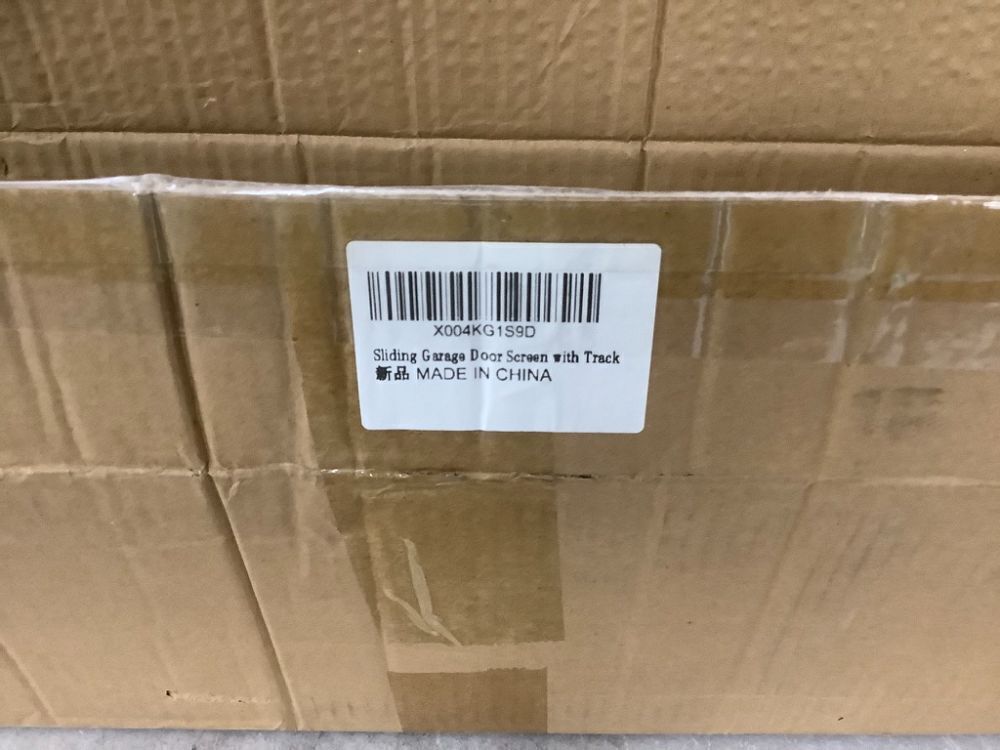 X004KG1S9D
Sliding Garage Door Screen with Track
新品 MADE IN CHINA